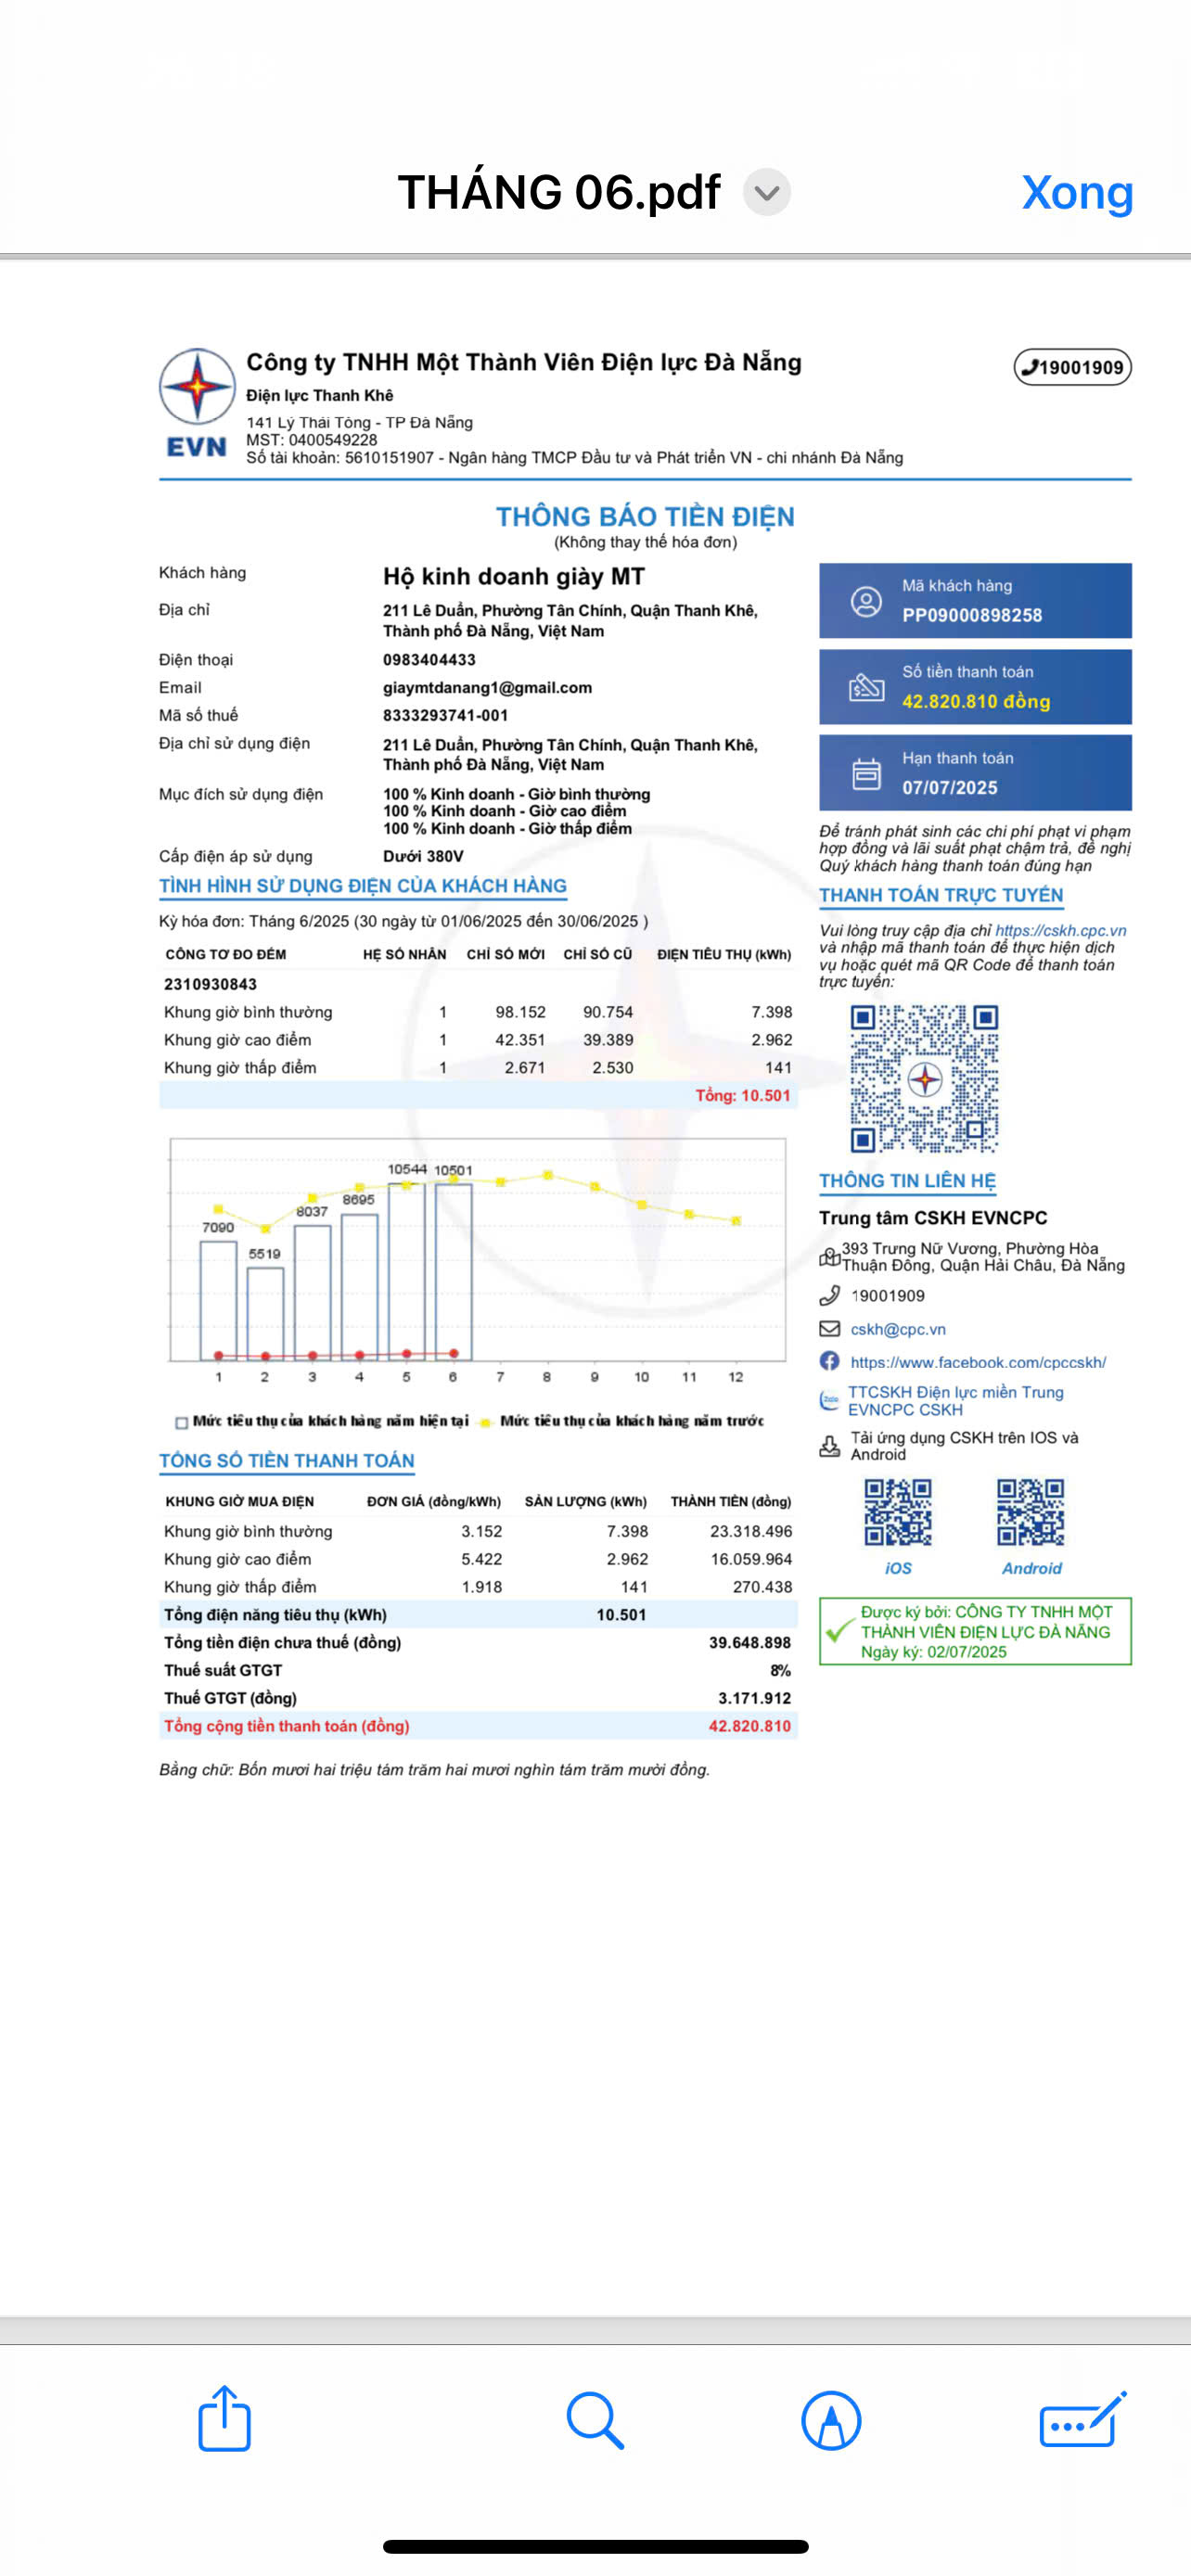 THÁNG 06.pdf
Xong
Công ty TNHH Một Thành Viên Điện lực Đà Nẵng
19001909
Điện lực Thanh Khê
141 Lý Thái Tông - TP Đà Nẵng
MST: 0400549228
EVN
Số tài khoản: 5610151907 - Ngân hàng TMCP Đầu tư và Phát triển VN - chi nhánh Đà Nẵng
THÔNG BÁO TIỀN ĐIỆN
(Không thay thế hóa đơn)
Khách hàng Hộ kinh doanh giày MT
Địa chỉ 211 Lê Duẩn, Phường Tân Chính, Quận Thanh Khê,
Thành phố Đà Nẵng, Việt Nam
Điện thoại 0983404433
Email giaymtdanang1@gmail.com
Mã số thuế 8333293741-001
Địa chỉ sử dụng điện 211 Lê Duẩn, Phường Tân Chính, Quận Thanh Khê,
Thành phố Đà Nẵng, Việt Nam
Mục đích sử dụng điện 100 % Kinh doanh - Giờ bình thường
100 % Kinh doanh - Giờ cao điểm
100 % Kinh doanh - Giờ thấp điểm
Cấp điện áp sử dụng Dưới 380V
TÌNH HÌNH SỬ DỤNG ĐIỆN CỦA KHÁCH HÀNG
Kỳ hóa đơn: Tháng 6/2025 (30 ngày từ 01/06/2025 đến 30/06/2025 )
CÔNG TƠ ĐO ĐẾM HỆ SỐ NHÂN CHỈ SỐ MỚI CHỈ SỐ CŨ ĐIỆN TIÊU THỤ (kWh)
2310930843
Khung giờ bình thường 1 98.152 90.754 7.398
Khung giờ cao điểm 1 42.351 39.389 2.962
Khung giờ thấp điểm 1 2.671 2.530 141
Tổng: 10.501
10544 10501
8695
8037
7090
5519
1 2 3 4 5 6 7 8 9 10 11 12
Mức tiêu thụ của khách hàng năm hiện tại Mức tiêu thụ của khách hàng năm trước
TỔNG SỐ TIỀN THANH TOÁN
KHUNG GIỜ MUA ĐIỆN ĐƠN GIÁ (đồng/kWh) SẢN LƯỢNG (kWh) THÀNH TIỀN (đồng)
Khung giờ bình thường 3.152 7.398 23.318.496
Khung giờ cao điểm 5.422 2.962 16.059.964
Khung giờ thấp điểm 1.918 141 270.438
Tổng điện năng tiêu thụ (kWh) 10.501
Tổng tiền điện chưa thuế (đồng) 39.648.898
Thuế suất GTGT 8%
Thuế GTGT (đồng) 3.171.912
Tổng cộng tiền thanh toán (đồng) 42.820.810
Bằng chữ: Bốn mươi hai triệu tám trăm hai mươi nghìn tám trăm mười đồng.
Mã khách hàng
PP09000898258
Số tiền thanh toán
42.820.810 đồng
Hạn thanh toán
07/07/2025
Để tránh phát sinh các chi phí phạt vi phạm
hợp đồng và lãi suất phạt chậm trả, đề nghị
Quý khách hàng thanh toán đúng hạn
THANH TOÁN TRỰC TUYẾN
Vui lòng truy cập địa chỉ https://cskh.cpc.vn
và nhập mã thanh toán để thực hiện dịch
vụ hoặc quét mã QR Code để thanh toán
trực tuyến:
THÔNG TIN LIÊN HỆ
Trung tâm CSKH EVNCPC
393 Trưng Nữ Vương, Phường Hòa
Thuận Đông, Quận Hải Châu, Đà Nẵng
19001909
cskh@cpc.vn
https://www.facebook.com/cpccskh/
TTCSKH Điện lực miền Trung
EVNCPC CSKH
Tải ứng dụng CSKH trên IOS và
Android
iOS Android
Được ký bởi: CÔNG TY TNHH MỘT
THÀNH VIÊN ĐIỆN LỰC ĐÀ NẴNG
Ngày ký: 02/07/2025